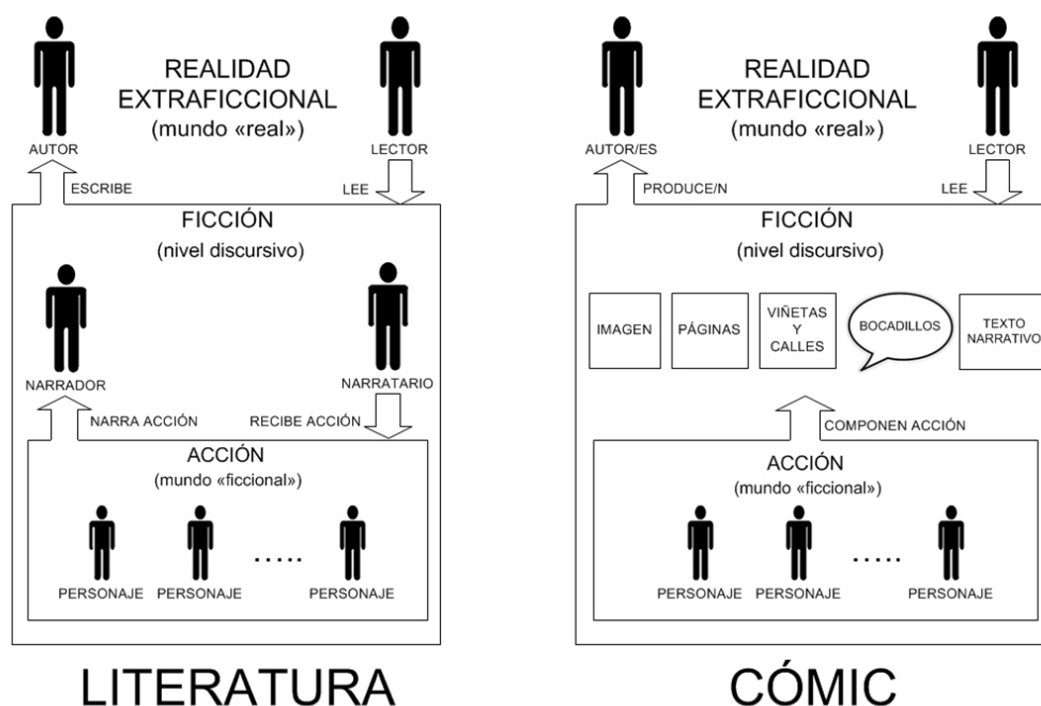 REALIDAD
EXTRAFICCIONAL
(mundo «real»)
AUTOR
LECTOR
ESCRIBE
LEE
FICCIÓN
(nivel discursivo)
NARRADOR
NARRATARIO
NARRA ACCIÓN
RECIBE ACCIÓN
ACCIÓN
(mundo «ficcional»)
.....
PERSONAJE PERSONAJE PERSONAJE
LITERATURA
REALIDAD
EXTRAFICCIONAL
(mundo «real»)
AUTOR/ES
LECTOR
PRODUCE/N
LEE
FICCIÓN
(nivel discursivo)
IMAGEN
PÁGINAS
VIÑETAS
Y
CALLES
BOCADILLOS
TEXTO
NARRATIVO
COMPONEN ACCIÓN
ACCIÓN
(mundo «ficcional»)
.....
PERSONAJE PERSONAJE PERSONAJE
CÓMIC